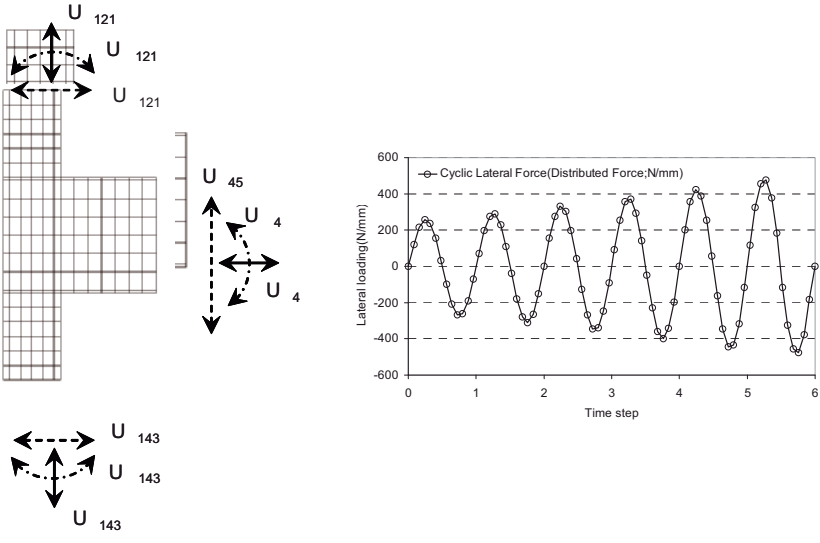 U 121
U 121
U 121
U 45
U 4
U 4
U 143
U 143
U 143
Cyclic Lateral Force(Distributed Force;N/mm)
Lateral loading(N/mm)
600
400
200
0
-200
-400
-600
0 1 2 3 4 5 6
Time step